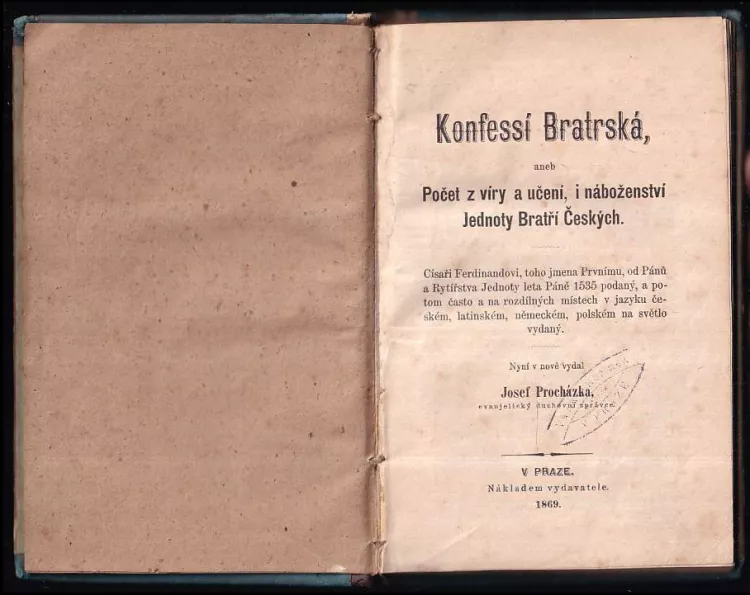 Konfessí Bratrská,
aneb
Počet z víry a učení, i náboženství
Jednoty Bratří Českých.
Císaři Ferdinandovi, toho jmena Prvnímu, od Pánů
a Rytířstva Jednoty leta Páně 1535 podaný, a po-
tom často a na rozdílných místech v jazyku če-
ském, latinském, německém, polském na světlo
vydaný.
Nyní v nově vydal
Josef Procházka,
evanjelický duchovní správce.
V PRAZE.
Nákladem vydavatele.
1869.